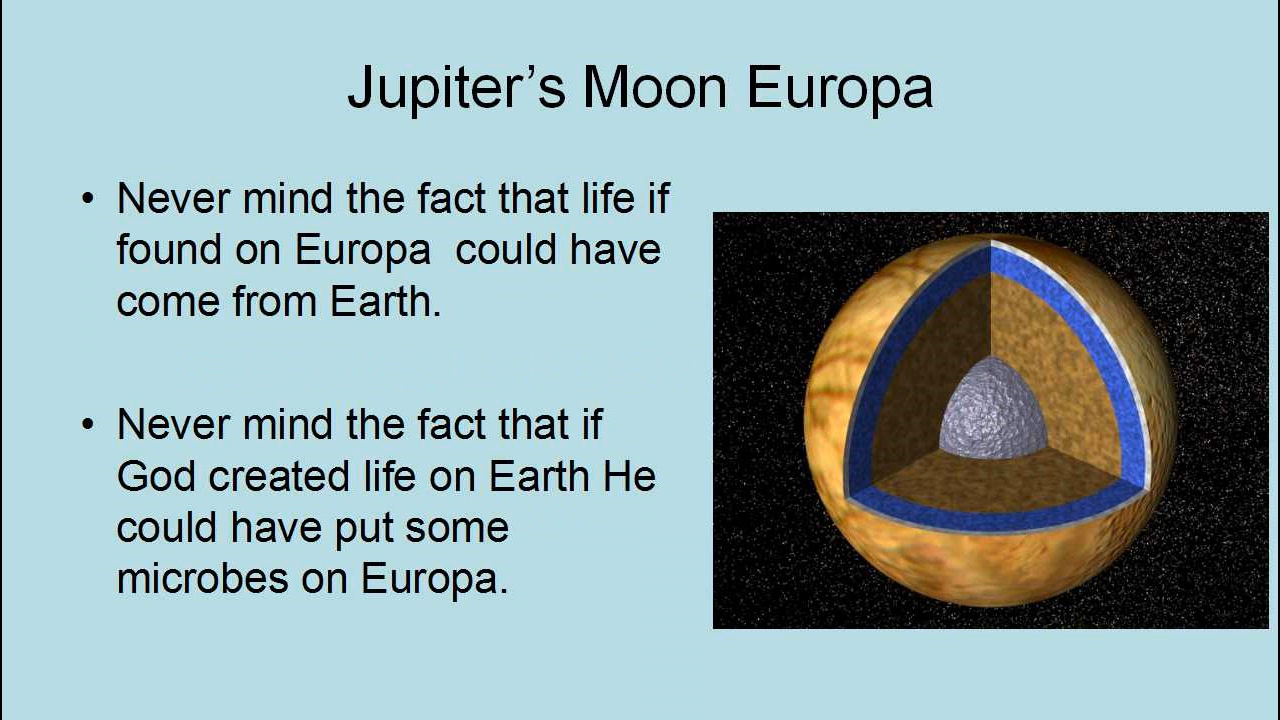 Jupiter’s Moon Europa
• Never mind the fact that life if
found on Europa  could have
come from Earth.
• Never mind the fact that if
God created life on Earth He
could have put some
microbes on Europa.